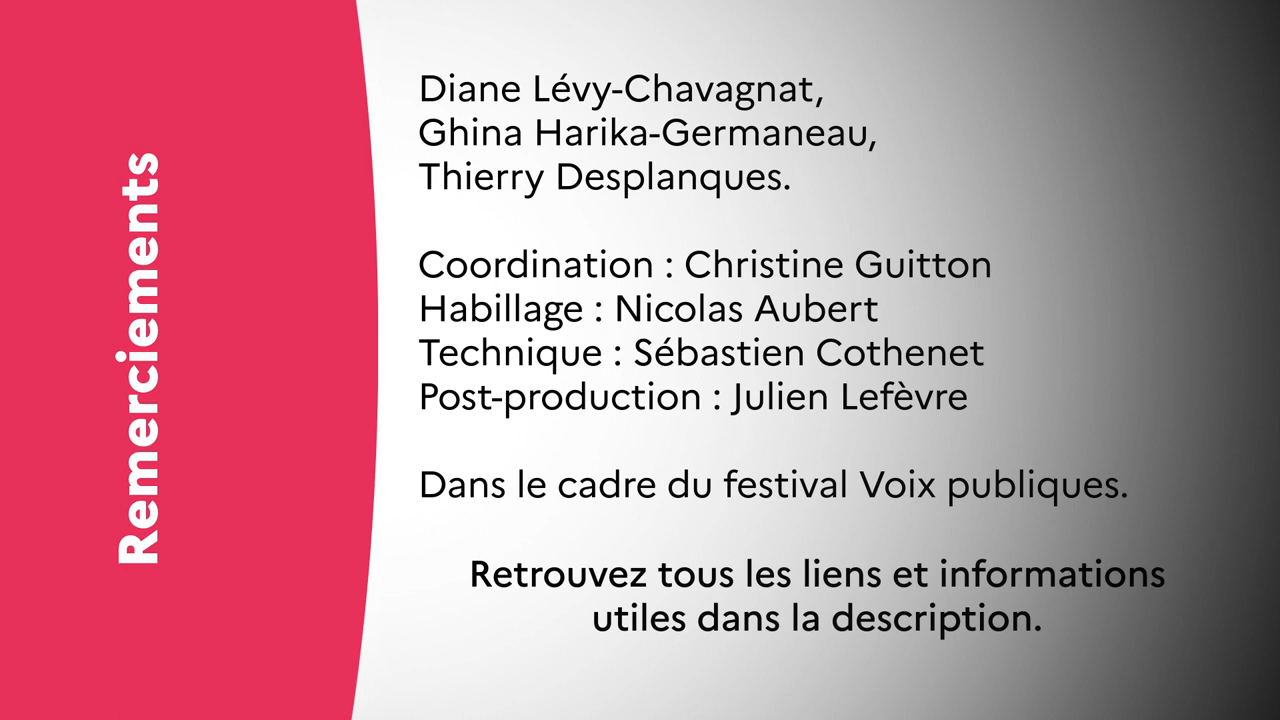 Remerciements
Diane Lévy-Chavagnat,
Ghina Harika-Germaneau,
Thierry Desplanques.
Coordination : Christine Guitton
Habillage : Nicolas Aubert
Technique : Sébastien Cothenet
Post-production : Julien Lefèvre
Dans le cadre du festival Voix publiques.
Retrouvez tous les liens et informations
utiles dans la description.